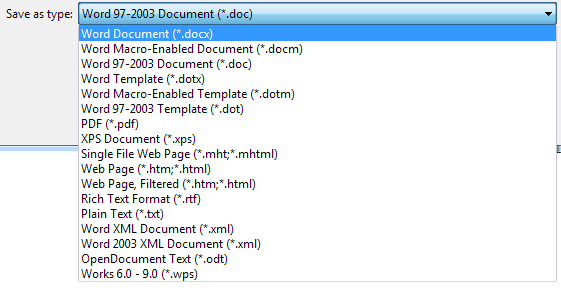 Save as type: Word 97-2003 Document (*.doc)
Word Document (*.docx)
Word Macro-Enabled Document (*.docm)
Word 97-2003 Document (*.doc)
Word Template (*.dotx)
Word Macro-Enabled Template (*.dotm)
Word 97-2003 Template (*.dot)
PDF (*.pdf)
XPS Document (*.xps)
Single File Web Page (*.mht;*.mhtml)
Web Page (*.htm;*.html)
Web Page, Filtered (*.htm;*.html)
Rich Text Format (*.rtf)
Plain Text (*.txt)
Word XML Document (*.xml)
Word 2003 XML Document (*.xml)
OpenDocument Text (*.odt)
Works 6.0 - 9.0 (*.wps)